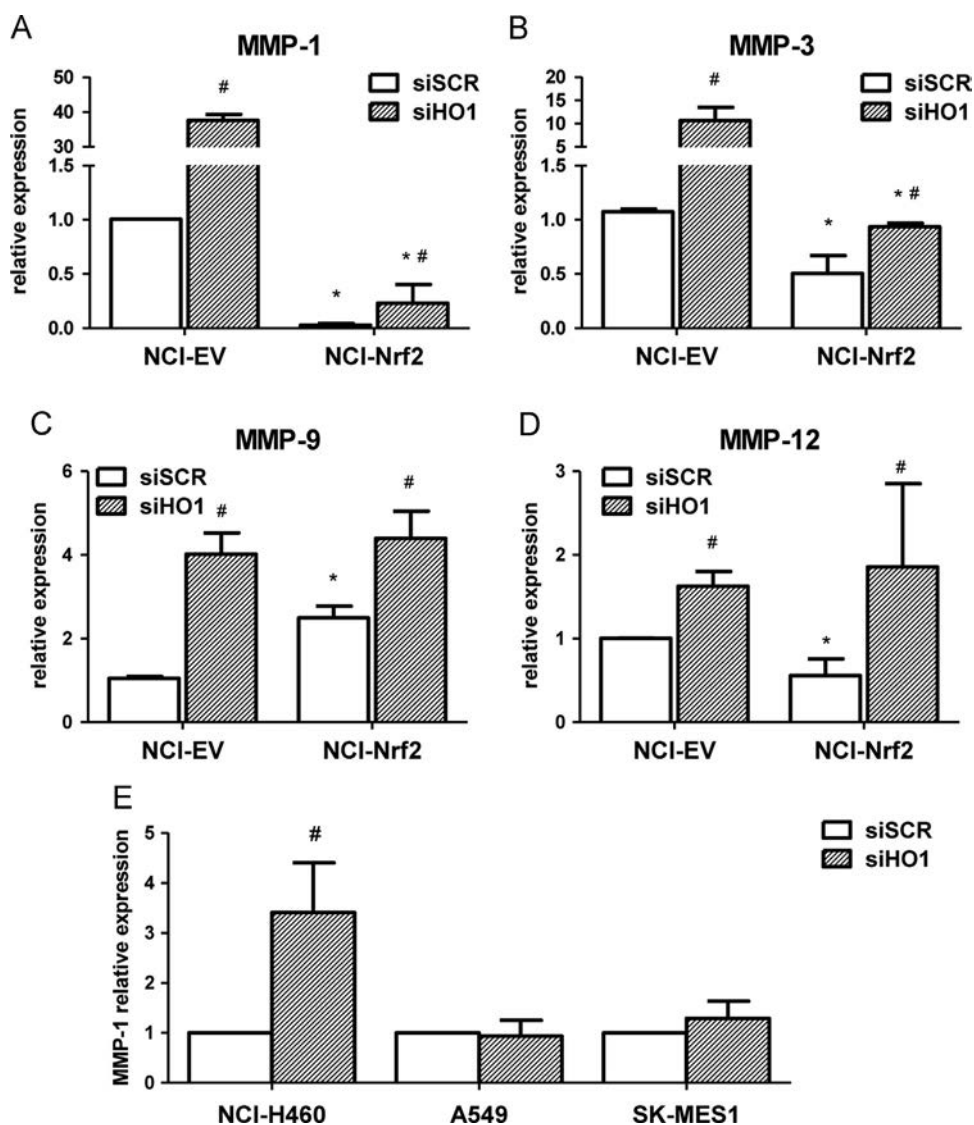 A
MMP-1
relative expression
50
40
30
1.5
1.0
0.5
0.0
#
*
* #
siSCR
siHO1
NCI-EV
NCI-Nrf2
B
MMP-3
relative expression
20
15
10
5
1.5
1.0
0.5
0.0
#
*
* #
siSCR
siHO1
NCI-EV
NCI-Nrf2
C
MMP-9
relative expression
6
4
2
0
siSCR
siHO1
#
*
#
NCI-EV
NCI-Nrf2
D
MMP-12
relative expression
3
2
1
0
siSCR
siHO1
#
*
#
NCI-EV
NCI-Nrf2
E
MMP-1 relative expression
5
4
3
2
1
0
#
siSCR
siHO1
NCI-H460
A549
SK-MES1